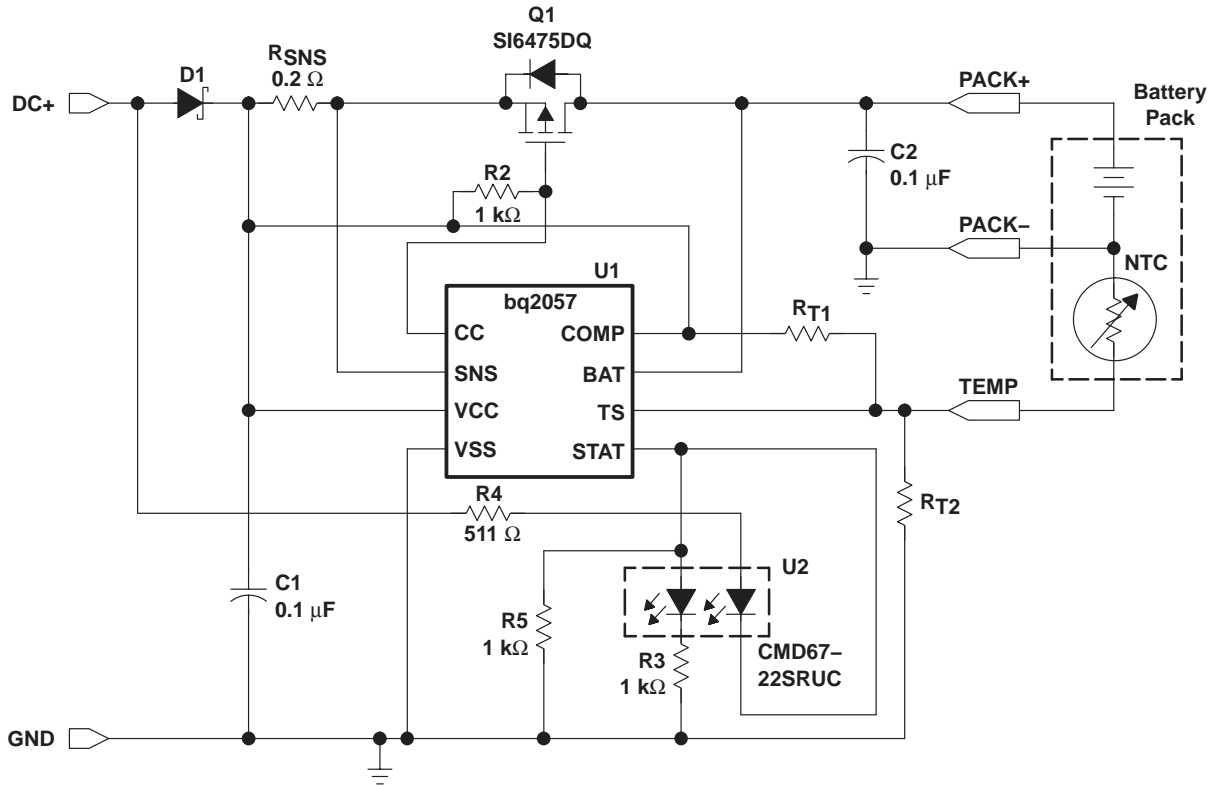 Q1
SI6475DQ
RSNS
0.2 Ω
D1
DC+
PACK+
Battery
Pack
C2
0.1 μF
R2
1 kΩ
PACK–
NTC
U1
bq2057
RT1
CC
COMP
SNS
BAT
VCC
TS
TEMP
VSS
STAT
R4
511 Ω
RT2
U2
C1
0.1 μF
R5
1 kΩ
R3
1 kΩ
CMD67–
22SRUC
GND